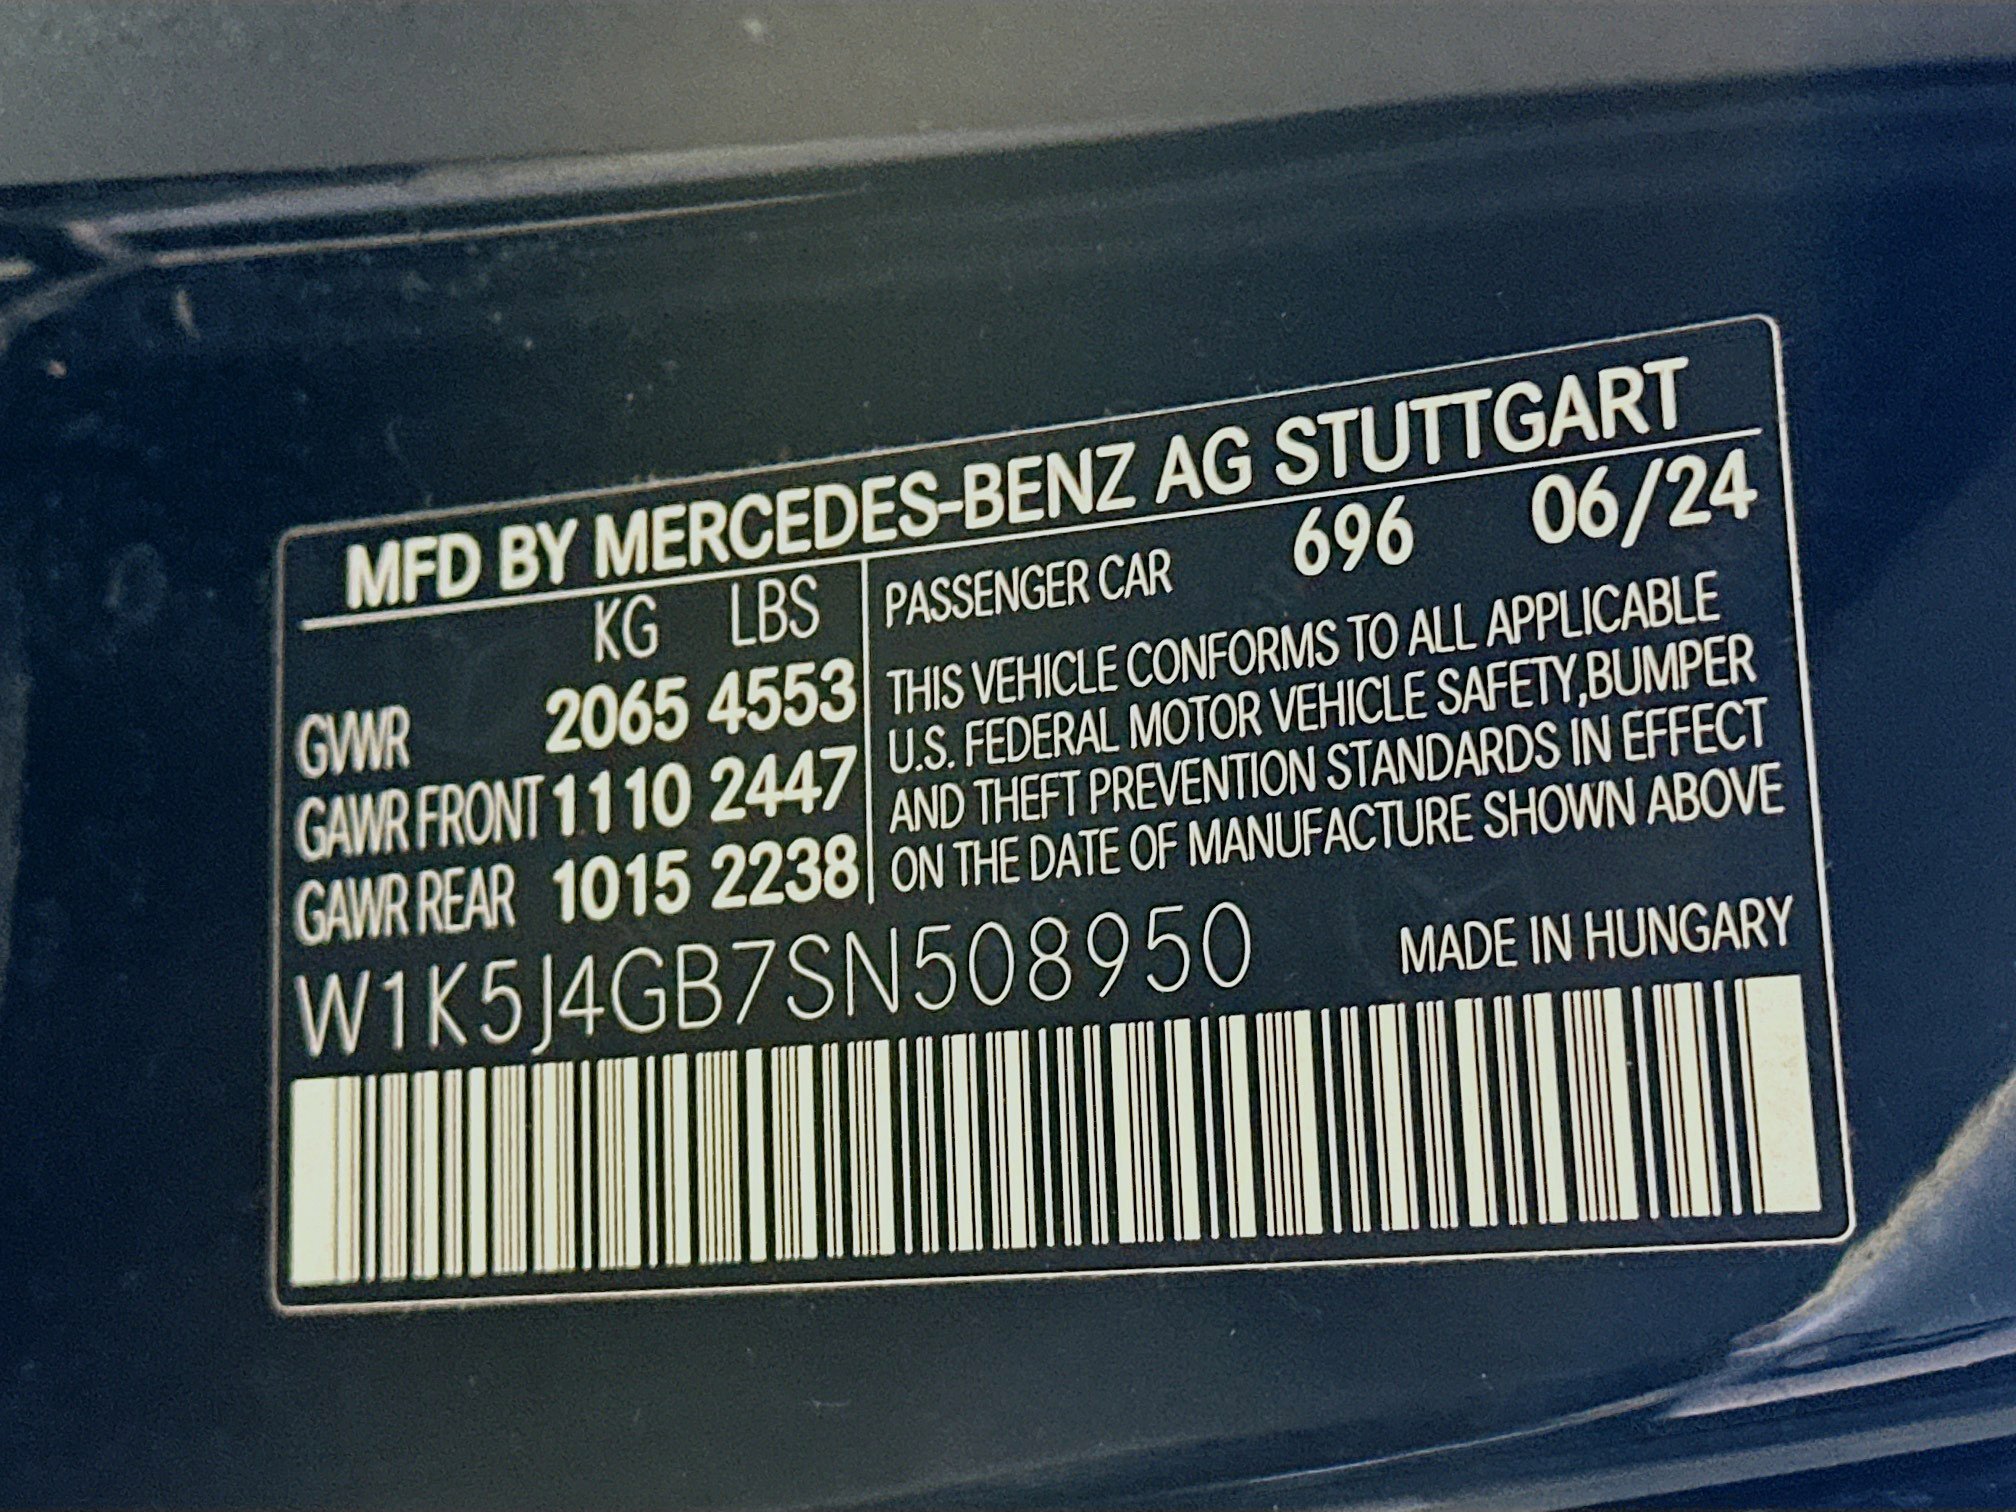 MFD BY MERCEDES-BENZ AG STUTTGART
KG LBS
GVWR 2065 4553
GAWR FRONT 1110 2447
GAWR REAR 1015 2238
PASSENGER CAR 696 06/24
THIS VEHICLE CONFORMS TO ALL APPLICABLE
U.S. FEDERAL MOTOR VEHICLE SAFETY,BUMPER
AND THEFT PREVENTION STANDARDS IN EFFECT
ON THE DATE OF MANUFACTURE SHOWN ABOVE
W1K5J4GB7SN508950
MADE IN HUNGARY